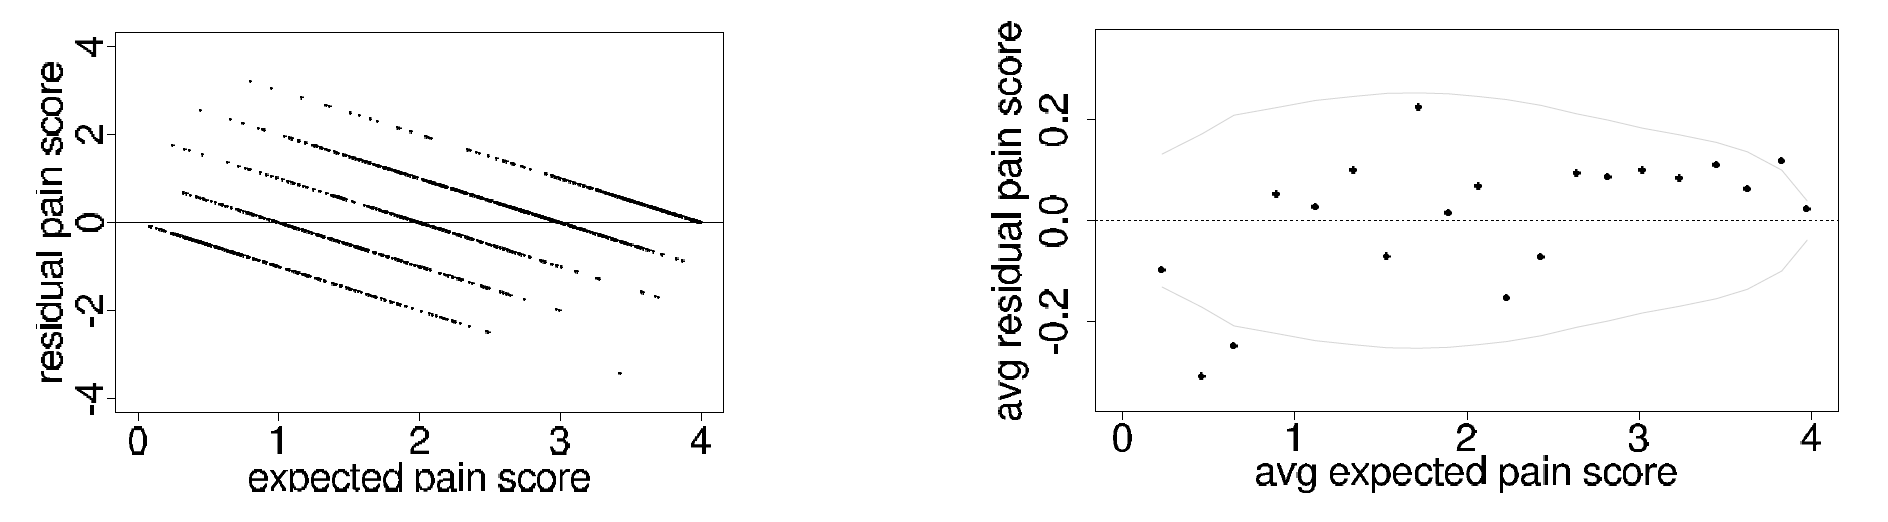 residual pain score
4
2
0
-2
-4
0 1 2 3 4
expected pain score
avg residual pain score
0.2
0.0
-0.2
0 1 2 3 4
avg expected pain score